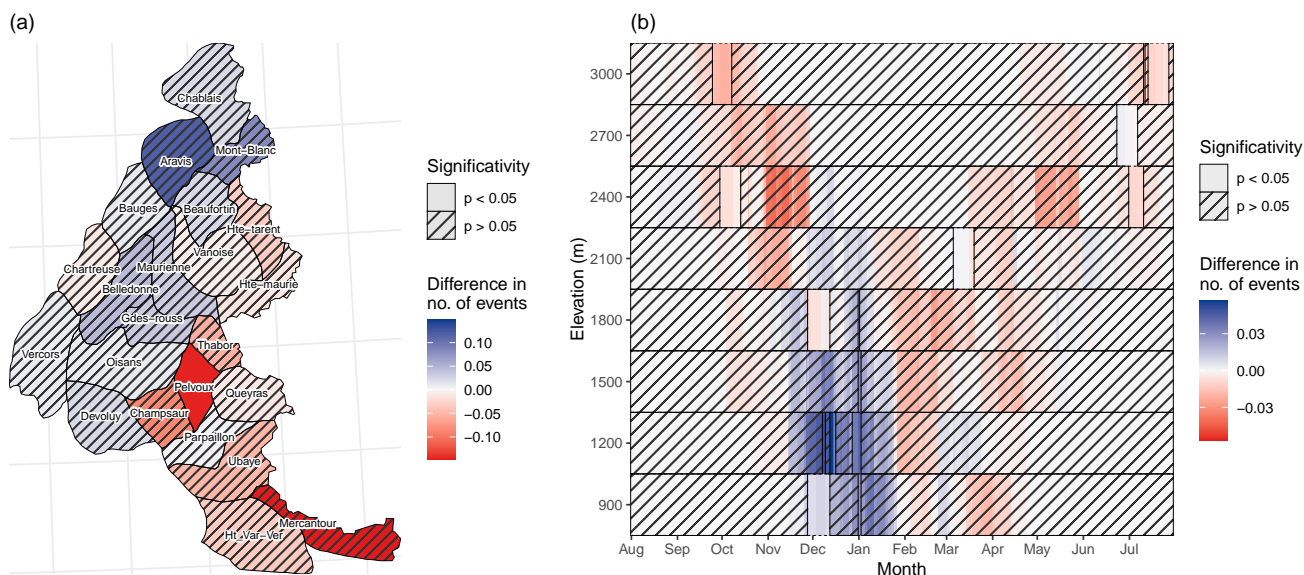 (a)
Chablais
Aravis
Mont−Blanc
Bauges
Beaufortin
Hte−tarent
Vanoise
Maurienne
Chartreuse
Hte−maurie
Belledonne
Gdes−rouss
Thabor
Vercors
Oisans
Pelvoux
Queyras
Devoluy
Champsaur
Parpaillon
Ubaye
Mercantour
Ht_Var−Ver
Significativity
p < 0.05
p > 0.05
Difference in
no. of events
0.10
0.05
0.00
−0.05
−0.10
(b)
Elevation (m)
3000
2700
2400
2100
1800
1500
1200
900
Aug Sep Oct Nov Dec Jan Feb Mar Apr May Jun Jul
Month
Significativity
p < 0.05
p > 0.05
Difference in
no. of events
0.03
0.00
−0.03